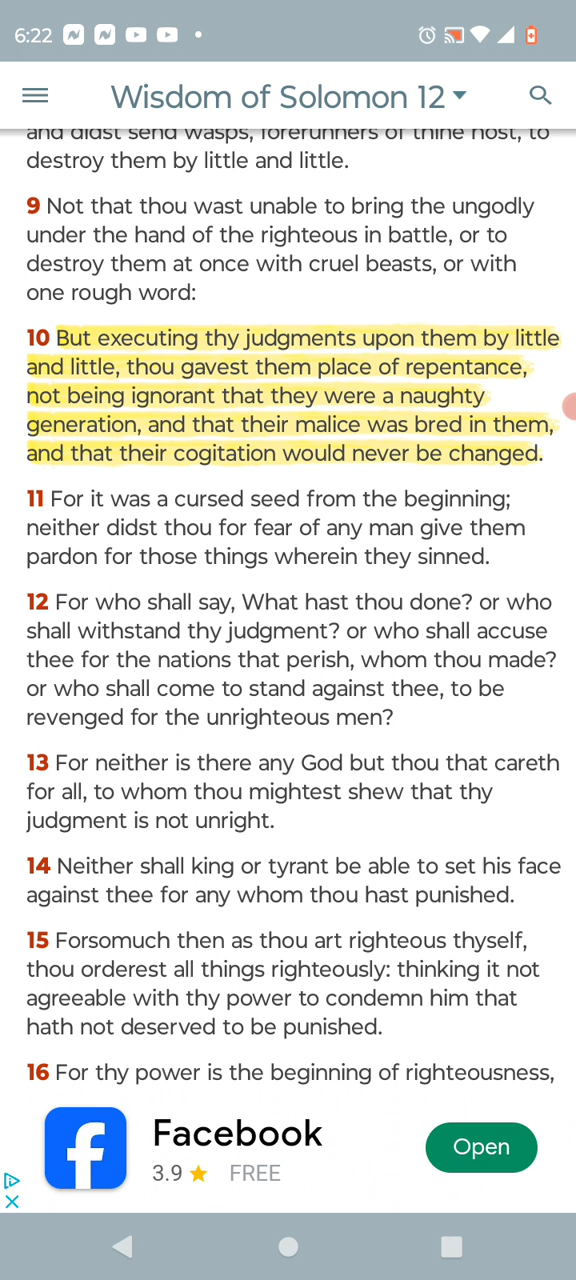 6:22
Wisdom of Solomon 12
and didst send wasps, forerunners of thine host, to
destroy them by little and little.
9 Not that thou wast unable to bring the ungodly
under the hand of the righteous in battle, or to
destroy them at once with cruel beasts, or with
one rough word:
10 But executing thy judgments upon them by little
and little, thou gavest them place of repentance,
not being ignorant that they were a naughty
generation, and that their malice was bred in them,
and that their cogitation would never be changed.
11 For it was a cursed seed from the beginning;
neither didst thou for fear of any man give them
pardon for those things wherein they sinned.
12 For who shall say, What hast thou done? or who
shall withstand thy judgment? or who shall accuse
thee for the nations that perish, whom thou made?
or who shall come to stand against thee, to be
revenged for the unrighteous men?
13 For neither is there any God but thou that careth
for all, to whom thou mightest shew that thy
judgment is not unright.
14 Neither shall king or tyrant be able to set his face
against thee for any whom thou hast punished.
15 Forsomuch then as thou art righteous thyself,
thou orderest all things righteously: thinking it not
agreeable with thy power to condemn him that
hath not deserved to be punished.
16 For thy power is the beginning of righteousness,
Facebook
3.9 ★ FREE
Open